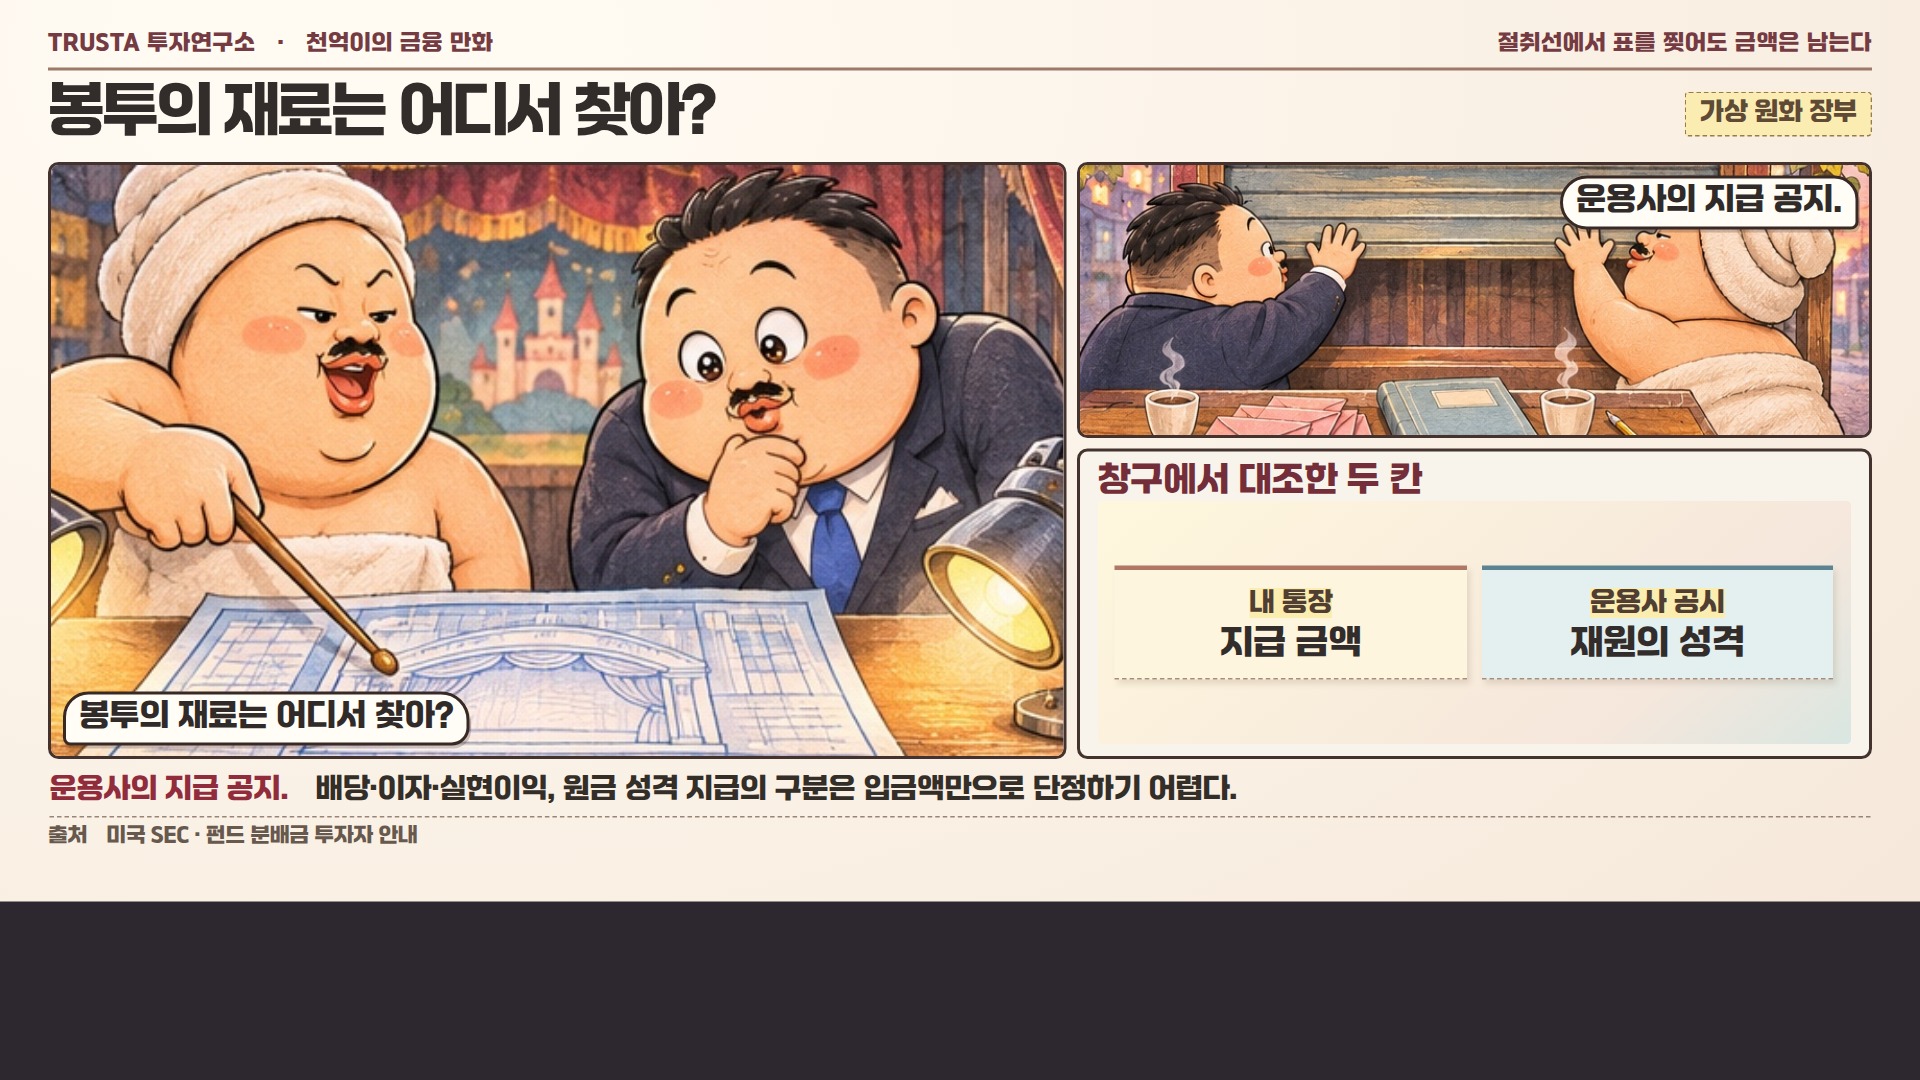 TRUSTA 투자연구소 · 천억이의 금융 만화
절취선에서 표를 찢어도 금액은 남는다
봉투의 재료는 어디서 찾아?
가상 원화 장부
운용사의 지급 공지.
봉투의 재료는 어디서 찾아?
창구에서 대조한 두 칸
내 통장
지급 금액
운용사 공시
재원의 성격
운용사의 지급 공지. 배당·이자·실현이익, 원금 성격 지급의 구분은 입금액만으로 단정하기 어렵다.
출처 미국 SEC · 펀드 분배금 투자자 안내